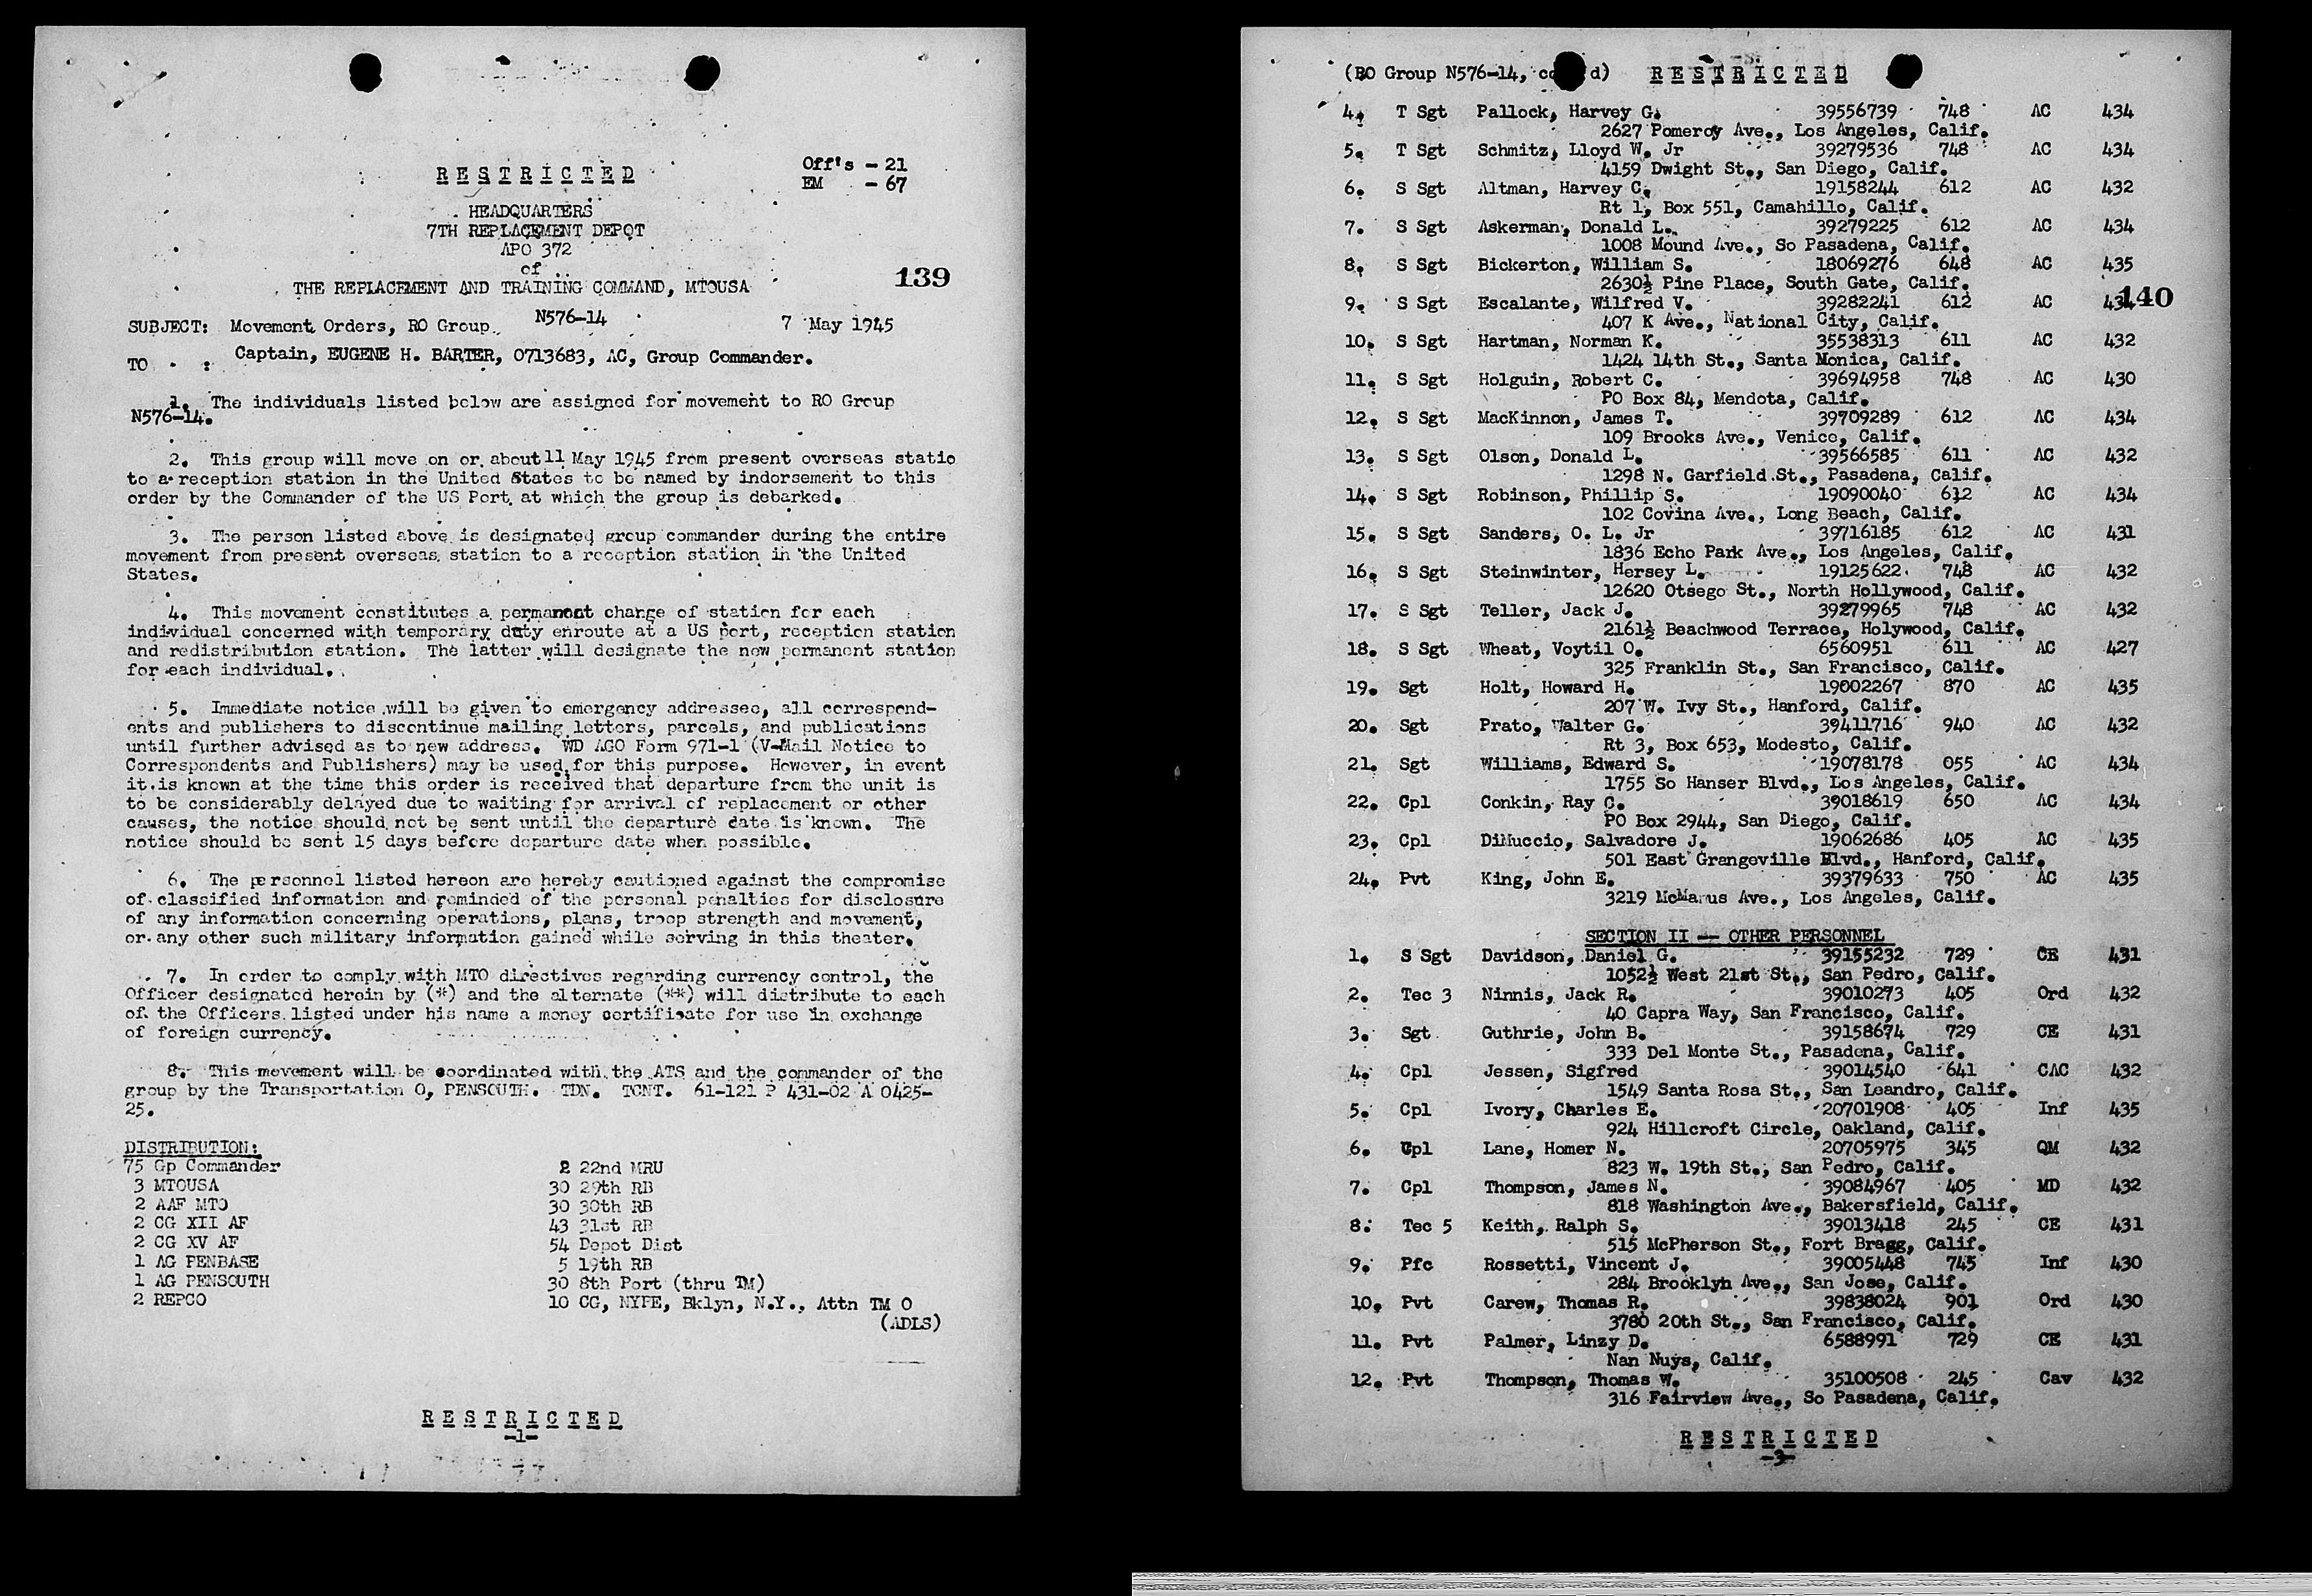 Off's - 21
RESTRICTED
EM - 67
HEADQUARTERS
7TH REPLACEMENT DEPOT
APO 372
of
139
THE REPLACEMENT AND TRAINING COMMAND, MTOUSA
SUBJECT: Movement Orders, RO Group N576-14 7 May 1945
TO : Captain, EUGENE H. BARTER, O713683, AC, Group Commander.
1. The individuals listed below are assigned for movement to RO Group
N576-14.
2. This group will move on or about 11 May 1945 from present overseas statio
to a reception station in the United States to be named by indorsement to this
order by the Commander of the US Port at which the group is debarked.
3. The person listed above is designated group commander during the entire
movement from present overseas station to a reception station in the United
States.
4. This movement constitutes a permanent change of station for each
individual concerned with temporary duty enroute at a US port, reception station
and redistribution station. The latter will designate the new permanent station
for each individual.
5. Immediate notice will be given to emergency addressee, all correspond-
ents and publishers to discontinue mailing letters, parcels, and publications
until further advised as to new address. WD AGO Form 971-1 (V-Mail Notice to
Correspondents and Publishers) may be used for this purpose. However, in event
it is known at the time this order is received that departure from the unit is
to be considerably delayed due to waiting for arrival of replacement or other
causes, the notice should not be sent until the departure date is known. The
notice should be sent 15 days before departure date when possible.
6. The personnel listed hereon are hereby cautioned against the compromise
of classified information and reminded of the personal penalties for disclosure
of any information concerning operations, plans, troop strength and movement,
or any other such military information gained while serving in this theater.
7. In order to comply with MTO directives regarding currency control, the
Officer designated herein by (*) and the alternate (**) will distribute to each
of the Officers listed under his name a money certificate for use in exchange
of foreign currency.
8. This movement will be coordinated with the ATS and the commander of the
group by the Transportation O, PENSOUTH. TDN. TCNT. 61-121 P 431-02 A 0425-
25.
DISTRIBUTION:
75 Gp Commander 2 22nd MRU
3 MTOUSA 30 29th RB
2 AAF MTO 30 30th RB
2 CG XII AF 43 31st RB
2 CG XV AF 54 Depot Dist
1 AG PENBASE 5 19th RB
1 AG PENSOUTH 30 8th Port (thru TM)
2 REPCO 10 CG, NYPE, Bklyn, N.Y., Attn TM O
(ADLS)
RESTRICTED
-1-
(RO Group N576-14, co d) RESTRICTED
4. T Sgt Pallock, Harvey G. 39556739 748 AC 434
2627 Pomeroy Ave., Los Angeles, Calif.
5. T Sgt Schmitz, Lloyd W. Jr 39279536 748 AC 434
4159 Dwight St., San Diego, Calif.
6. S Sgt Altman, Harvey C. 19158244 612 AC 432
Rt 1, Box 551, Camahillo, Calif.
7. S Sgt Askerman, Donald L. 39279225 612 AC 434
1008 Mound Ave., So Pasadena, Calif.
8. S Sgt Bickerton, William S. 18069276 648 AC 435
2630½ Pine Place, South Gate, Calif.
9. S Sgt Escalante, Wilfred V. 39282241 612 AC 434
140
407 K Ave., National City, Calif.
10. S Sgt Hartman, Norman K. 35538313 611 AC 432
1424 14th St., Santa Monica, Calif.
11. S Sgt Holguin, Robert C. 39694958 748 AC 430
PO Box 84, Mendota, Calif.
12. S Sgt MacKinnon, James T. 39709289 612 AC 434
109 Brooks Ave., Venice, Calif.
13. S Sgt Olson, Donald L. 39566585 611 AC 432
1298 N. Garfield St., Pasadena, Calif.
14. S Sgt Robinson, Phillip S. 19090040 612 AC 434
102 Covina Ave., Long Beach, Calif.
15. S Sgt Sanders, O. L. Jr 39716185 612 AC 431
1836 Echo Park Ave., Los Angeles, Calif.
16. S Sgt Steinwinter, Hersey L. 19125622 748 AC 432
12620 Otsego St., North Hollywood, Calif.
17. S Sgt Teller, Jack J. 39279965 748 AC 432
2161½ Beachwood Terrace, Holywood, Calif.
18. S Sgt Wheat, Voytil O. 6560951 611 AC 427
325 Franklin St., San Francisco, Calif.
19. Sgt Holt, Howard H. 19002267 870 AC 435
207 W. Ivy St., Hanford, Calif.
20. Sgt Prato, Walter G. 39411716 940 AC 432
Rt 3, Box 653, Modesto, Calif.
21. Sgt Williams, Edward S. 19078178 055 AC 434
1755 So Hanser Blvd., Los Angeles, Calif.
22. Cpl Conkin, Ray C. 39018619 650 AC 434
PO Box 2944, San Diego, Calif.
23. Cpl DiMuccio, Salvadore J. 19062686 405 AC 435
501 East Grangeville Blvd., Hanford, Calif.
24. Pvt King, John E. 39379633 750 AC 435
3219 McManus Ave., Los Angeles, Calif.
SECTION II -- OTHER PERSONNEL
1. S Sgt Davidson, Daniel G. 39155232 729 CE 431
1052½ West 21st St., San Pedro, Calif.
2. Tec 3 Ninnis, Jack R. 39010273 405 Ord 432
40 Capra Way, San Francisco, Calif.
3. Sgt Guthrie, John B. 39158674 729 CE 431
333 Del Monte St., Pasadena, Calif.
4. Cpl Jessen, Sigfred 39014540 641 CAC 432
1549 Santa Rosa St., San Leandro, Calif.
5. Cpl Ivory, Charles E. 20701908 405 Inf 435
924 Hillcroft Circle, Oakland, Calif.
6. Cpl Lane, Homer N. 20705975 345 QM 432
823 W. 19th St., San Pedro, Calif.
7. Cpl Thompson, James N. 39084967 405 MD 432
818 Washington Ave., Bakersfield, Calif.
8. Tec 5 Keith, Ralph S. 39013418 245 CE 431
515 McPherson St., Fort Bragg, Calif.
9. Pfc Rossetti, Vincent J. 39005448 745 Inf 430
284 Brooklyn Ave., San Jose, Calif.
10. Pvt Carew, Thomas R. 39838024 901 Ord 430
3780 20th St., San Francisco, Calif.
11. Pvt Palmer, Linzy D. 6588991 729 CE 431
Nan Nuys, Calif.
12. Pvt Thompson, Thomas W. 35100508 245 Cav 432
316 Fairview Ave., So Pasadena, Calif.
RESTRICTED
-3-